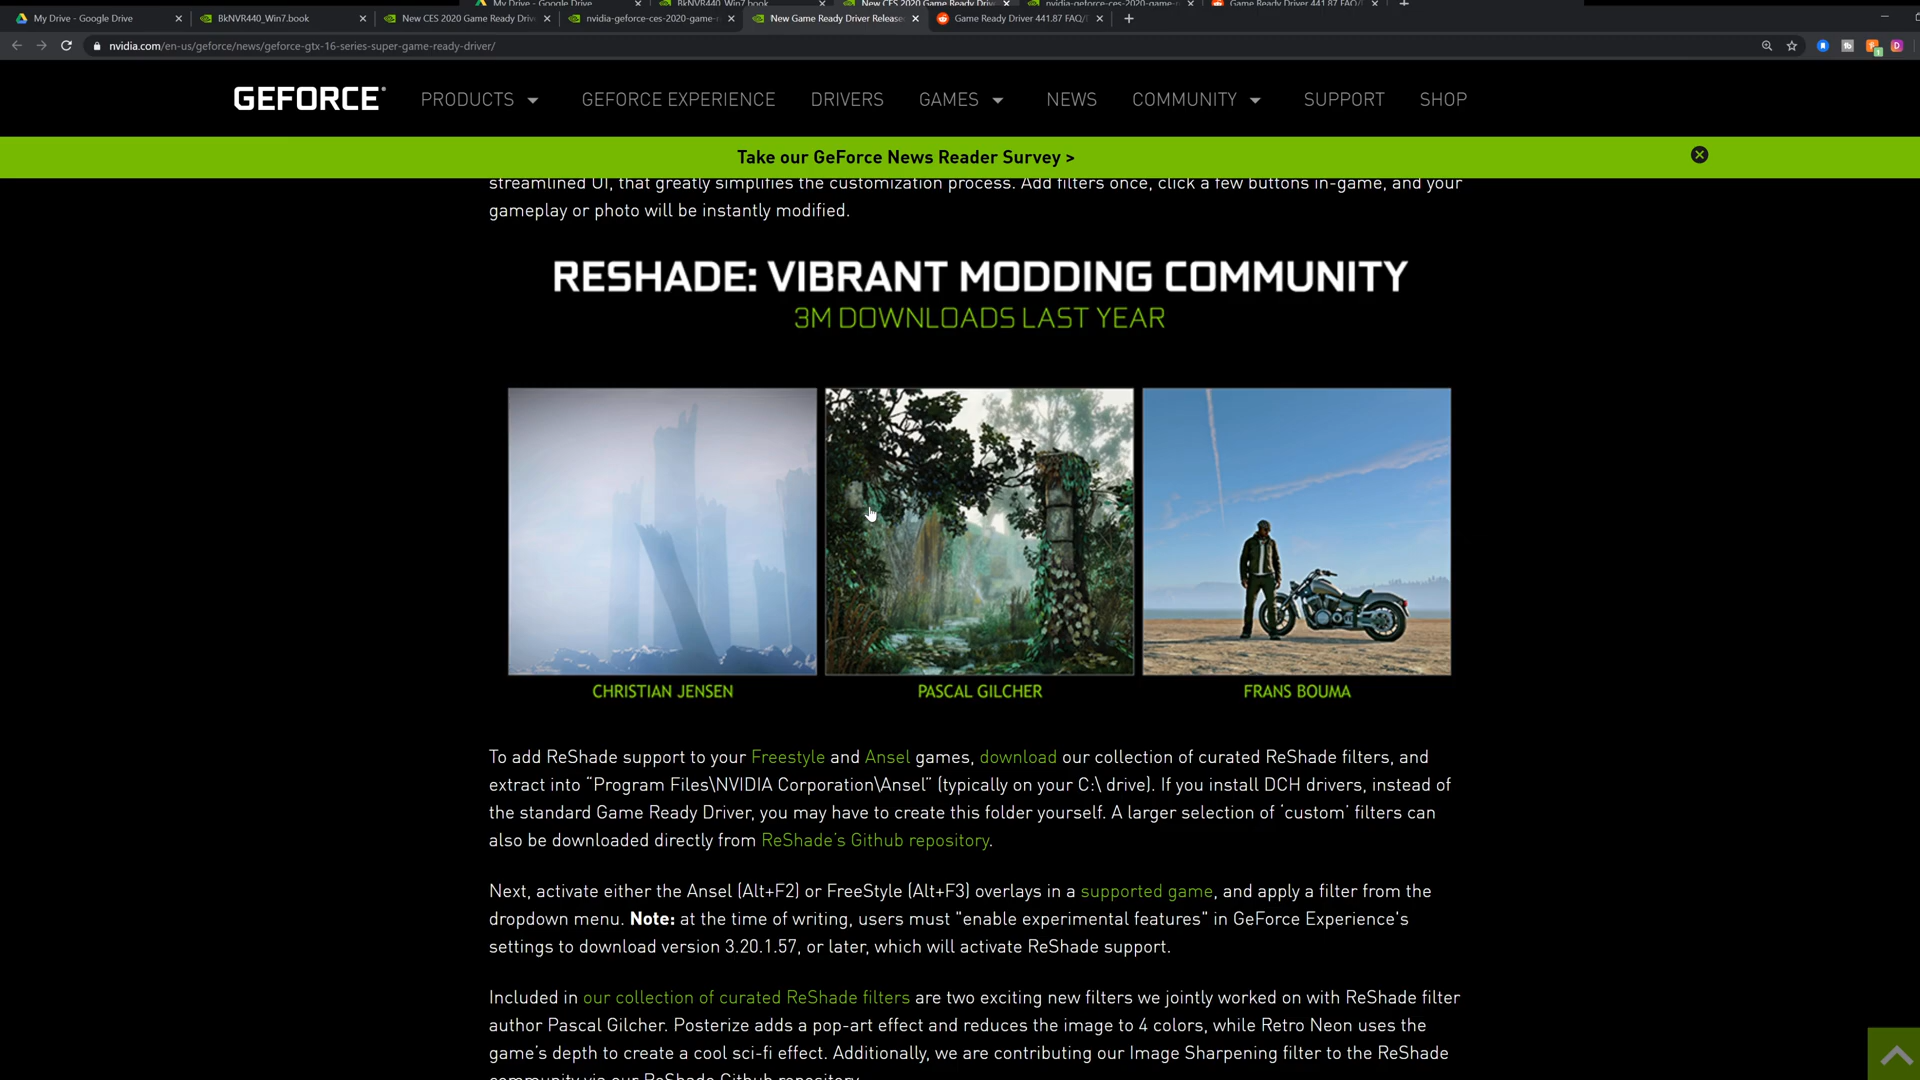 My Drive - Google Drive
BkNVR440_Win7.book
New CES 2020 Game Ready Driv
nvidia-geforce-ces-2020-game-r
New Game Ready Driver Release
Game Ready Driver 441.87 FAQ/
nvidia.com/en-us/geforce/news/geforce-gtx-16-series-super-game-ready-driver/
GEFORCE
PRODUCTS
GEFORCE EXPERIENCE
DRIVERS
GAMES
NEWS
COMMUNITY
SUPPORT
SHOP
Take our GeForce News Reader Survey >
streamlined UI, that greatly simplifies the customization process. Add filters once, click a few buttons in-game, and your
gameplay or photo will be instantly modified.
RESHADE: VIBRANT MODDING COMMUNITY
3M DOWNLOADS LAST YEAR
CHRISTIAN JENSEN
PASCAL GILCHER
FRANS BOUMA
To add ReShade support to your Freestyle and Ansel games, download our collection of curated ReShade filters, and
extract into “Program Files\NVIDIA Corporation\Ansel” (typically on your C:\ drive). If you install DCH drivers, instead of
the standard Game Ready Driver, you may have to create this folder yourself. A larger selection of ‘custom’ filters can
also be downloaded directly from ReShade’s Github repository.
Next, activate either the Ansel (Alt+F2) or FreeStyle (Alt+F3) overlays in a supported game, and apply a filter from the
dropdown menu. Note: at the time of writing, users must "enable experimental features" in GeForce Experience's
settings to download version 3.20.1.57, or later, which will activate ReShade support.
Included in our collection of curated ReShade filters are two exciting new filters we jointly worked on with ReShade filter
author Pascal Gilcher. Posterize adds a pop-art effect and reduces the image to 4 colors, while Retro Neon uses the
game’s depth to create a cool sci-fi effect. Additionally, we are contributing our Image Sharpening filter to the ReShade
community via our ReShade Github repository.